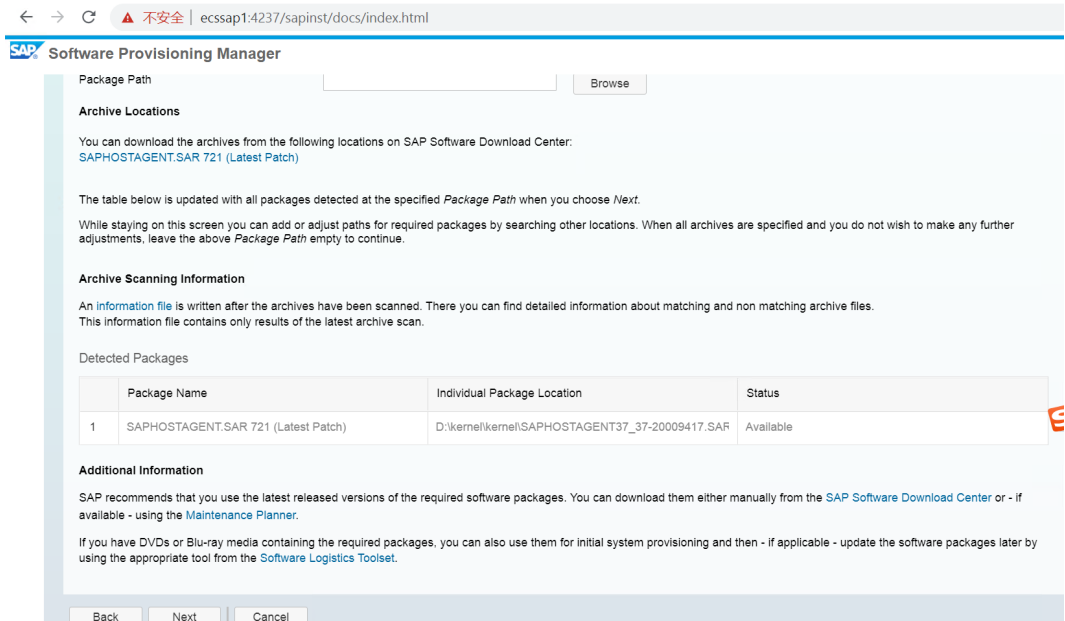 不安全 | ecssap1:4237/sapinst/docs/index.html
SAP Software Provisioning Manager
Package Path
Browse
Archive Locations
You can download the archives from the following locations on SAP Software Download Center:
SAPHOSTAGENT.SAR 721 (Latest Patch)
The table below is updated with all packages detected at the specified Package Path when you choose Next.
While staying on this screen you can add or adjust paths for required packages by searching other locations. When all archives are specified and you do not wish to make any further
adjustments, leave the above Package Path empty to continue.
Archive Scanning Information
An information file is written after the archives have been scanned. There you can find detailed information about matching and non matching archive files.
This information file contains only results of the latest archive scan.
Detected Packages
Package Name Individual Package Location Status
1 SAPHOSTAGENT.SAR 721 (Latest Patch) D:\kernel\kernel\SAPHOSTAGENT37_37-20009417.SAR Available
Additional Information
SAP recommends that you use the latest released versions of the required software packages. You can download them either manually from the SAP Software Download Center or - if
available - using the Maintenance Planner.
If you have DVDs or Blu-ray media containing the required packages, you can also use them for initial system provisioning and then - if applicable - update the software packages later by
using the appropriate tool from the Software Logistics Toolset.
Back Next Cancel